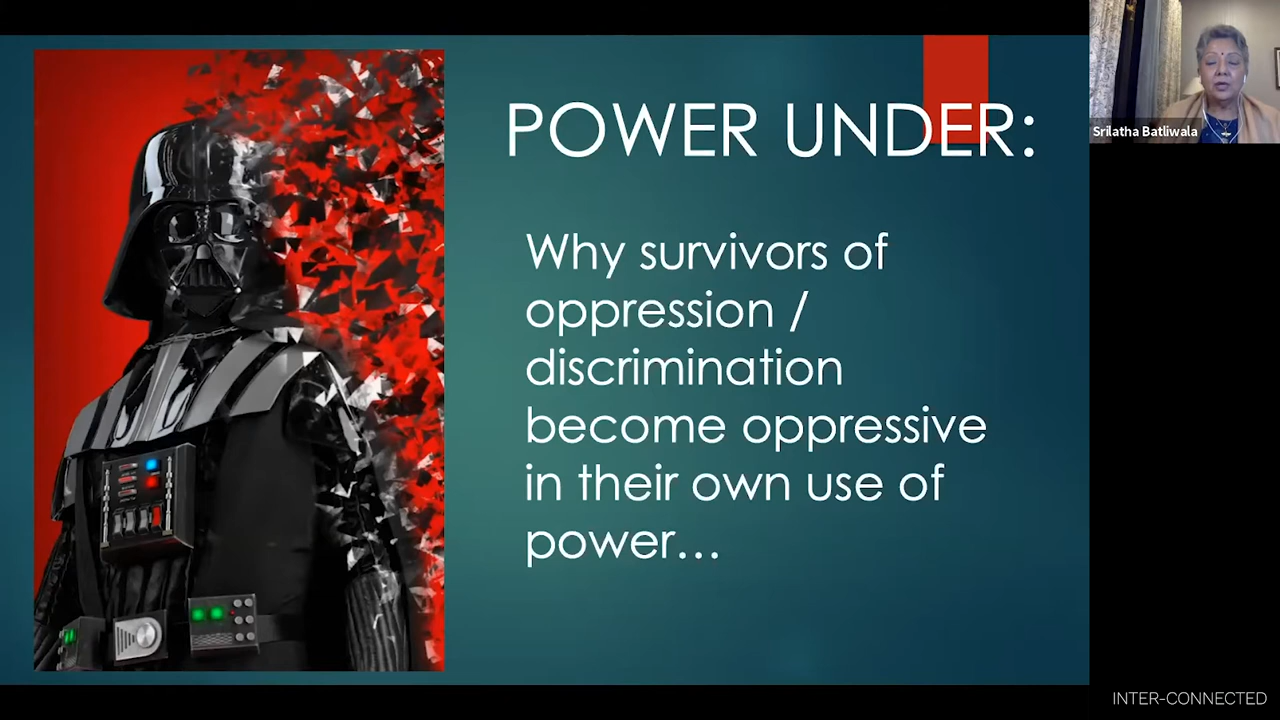 POWER UNDER:
Why survivors of
oppression /
discrimination
become oppressive
in their own use of
power…
Srilatha Batliwala
INTER-CONNECTED